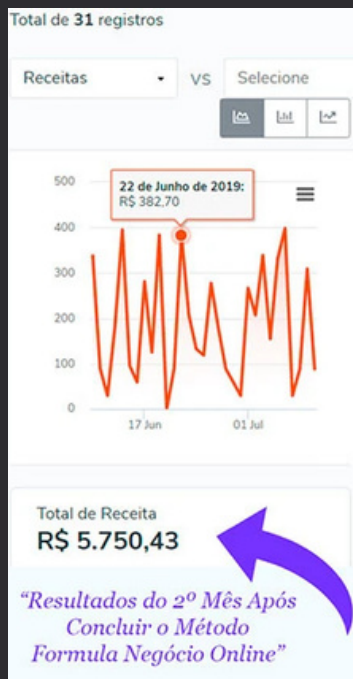 Total de 31 registros
Receitas VS Selecione
500
22 de Junho de 2019:
R$ 382,70
400
300
200
100
0
17 Jun 01 Jul
Total de Receita
R$ 5.750,43
“Resultados do 2º Mês Após
Concluir o Método
Formula Negócio Online”